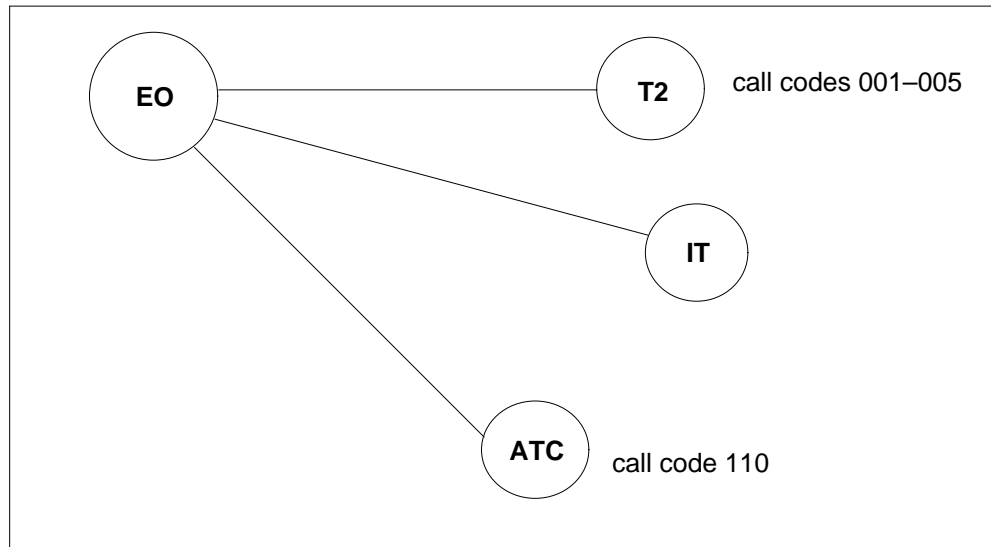 EO
T2
call codes 001–005
IT
ATC
call code 110